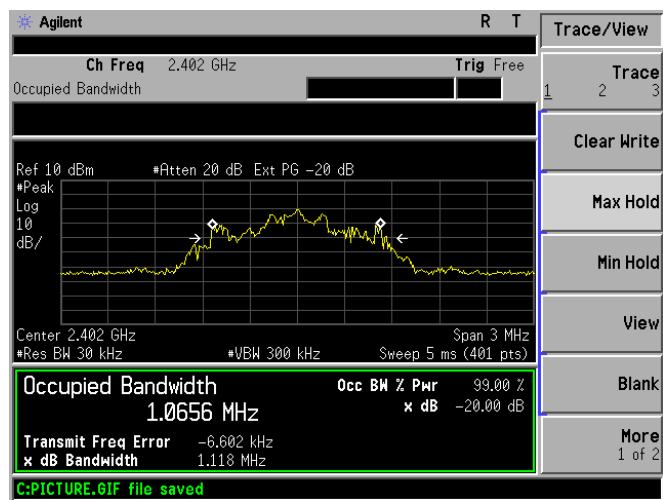 Agilent
R T
Trace/View
Ch Freq 2.402 GHz
Trig Free
Occupied Bandwidth
Trace
1 2 3
Clear Write
Max Hold
Min Hold
View
Blank
More
1 of 2
Ref 10 dBm #Atten 20 dB Ext PG -20 dB
#Peak
Log
10
dB/
Center 2.402 GHz Span 3 MHz
#Res BW 30 kHz #VBW 300 kHz Sweep 5 ms (401 pts)
Occupied Bandwidth
1.0656 MHz
Occ BW % Pwr 99.00 %
x dB -20.00 dB
Transmit Freq Error -6.602 kHz
x dB Bandwidth 1.118 MHz
C:PICTURE.GIF file saved